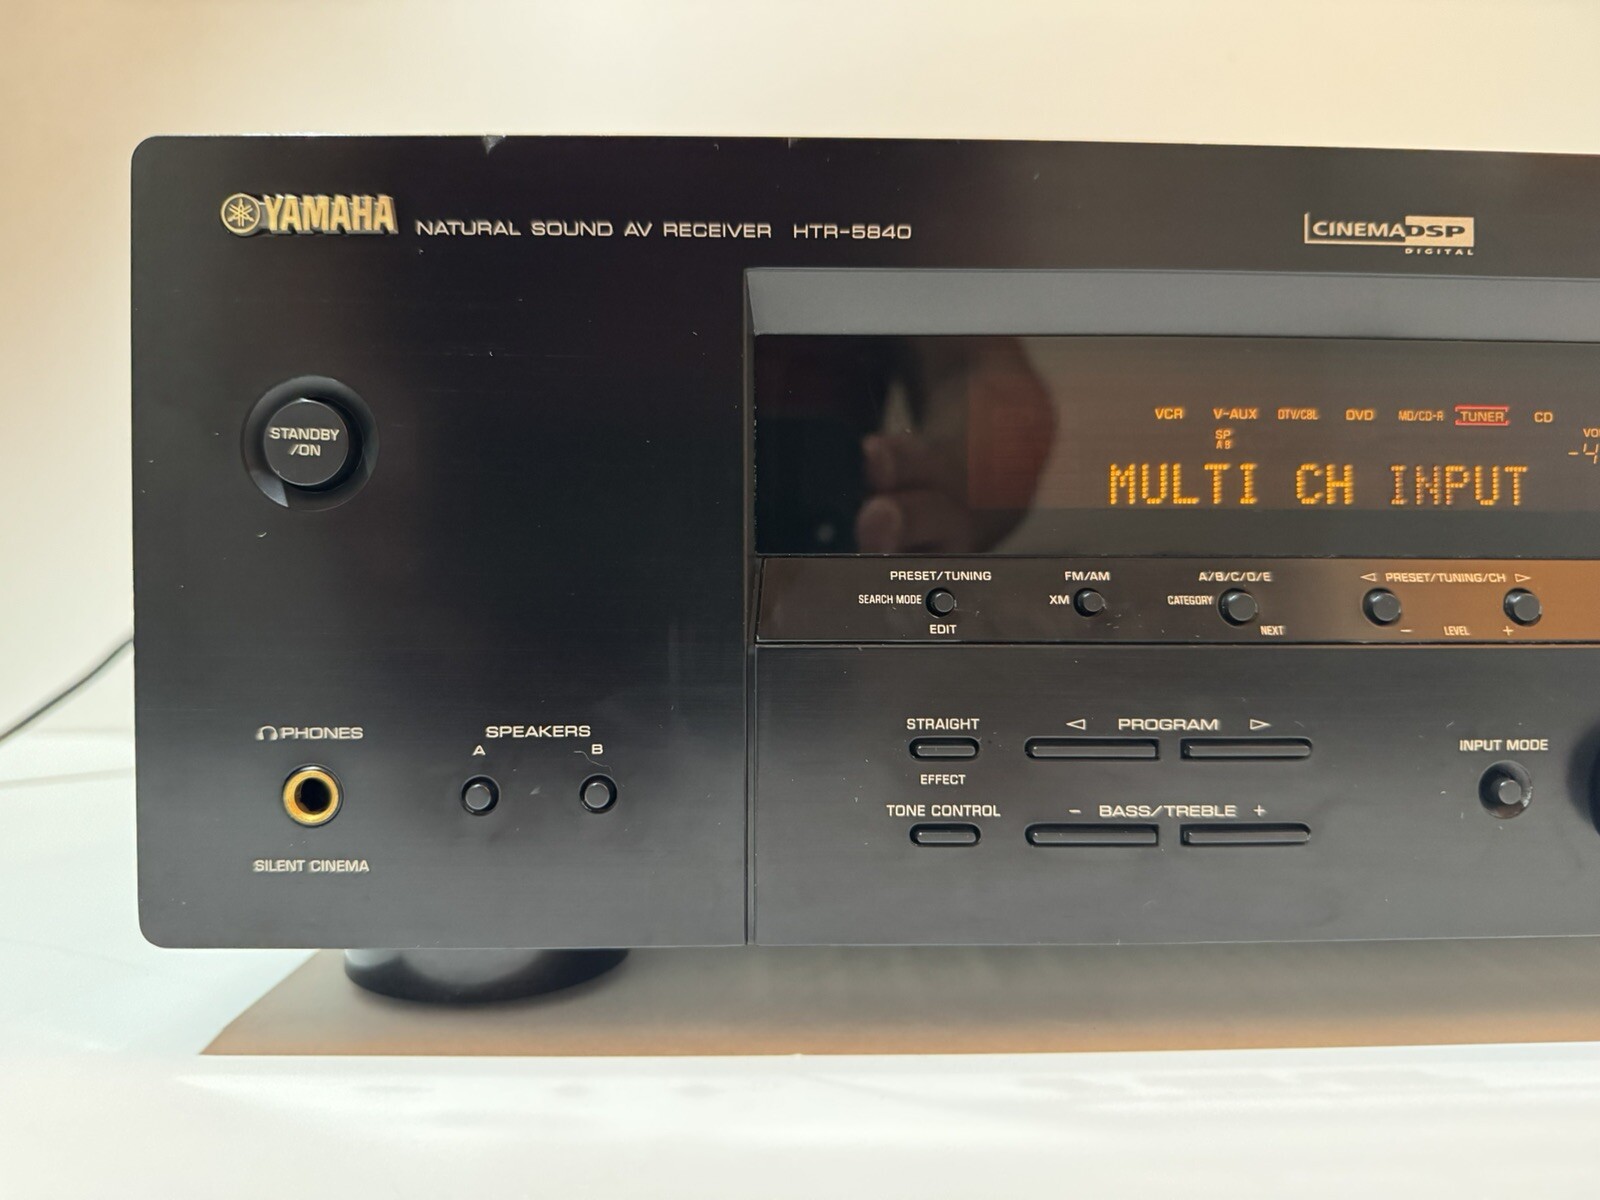 YAMAHA NATURAL SOUND AV RECEIVER HTR-5840
CINEMA DSP
DIGITAL
STANDBY
/ON
VCR V-AUX DTV/CBL DVD MD/CD-R TUNER CD
SP
A B
MULTI CH INPUT
PRESET/TUNING FM/AM A/B/C/D/E ◁ PRESET/TUNING/CH ▷
SEARCH MODE XM CATEGORY
EDIT NEXT − LEVEL +
PHONES SPEAKERS
A B
SILENT CINEMA
STRAIGHT ◁ PROGRAM ▷
INPUT MODE
EFFECT
TONE CONTROL − BASS/TREBLE +